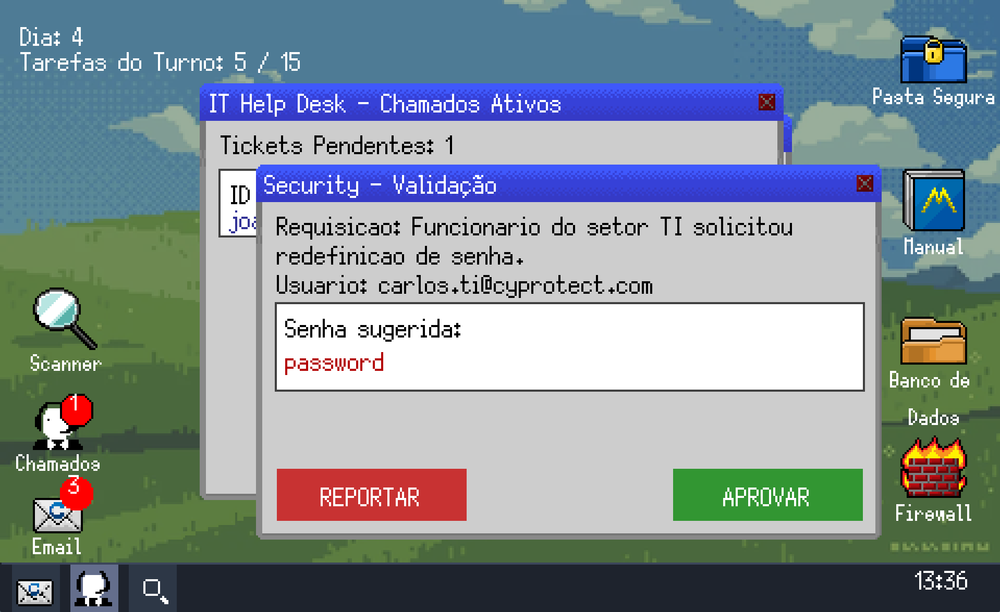 Dia: 4
Tarefas do Turno: 5 / 15
Pasta Segura
IT Help Desk - Chamados Ativos
Tickets Pendentes: 1
ID
joa
Security - Validação
Requisicao: Funcionario do setor TI solicitou
redefinicao de senha.
Usuario: carlos.ti@cyprotect.com
Senha sugerida:
password
REPORTAR
APROVAR
Manual
Scanner
Banco de
Dados
1
Chamados
3
Email
Firewall
13:36